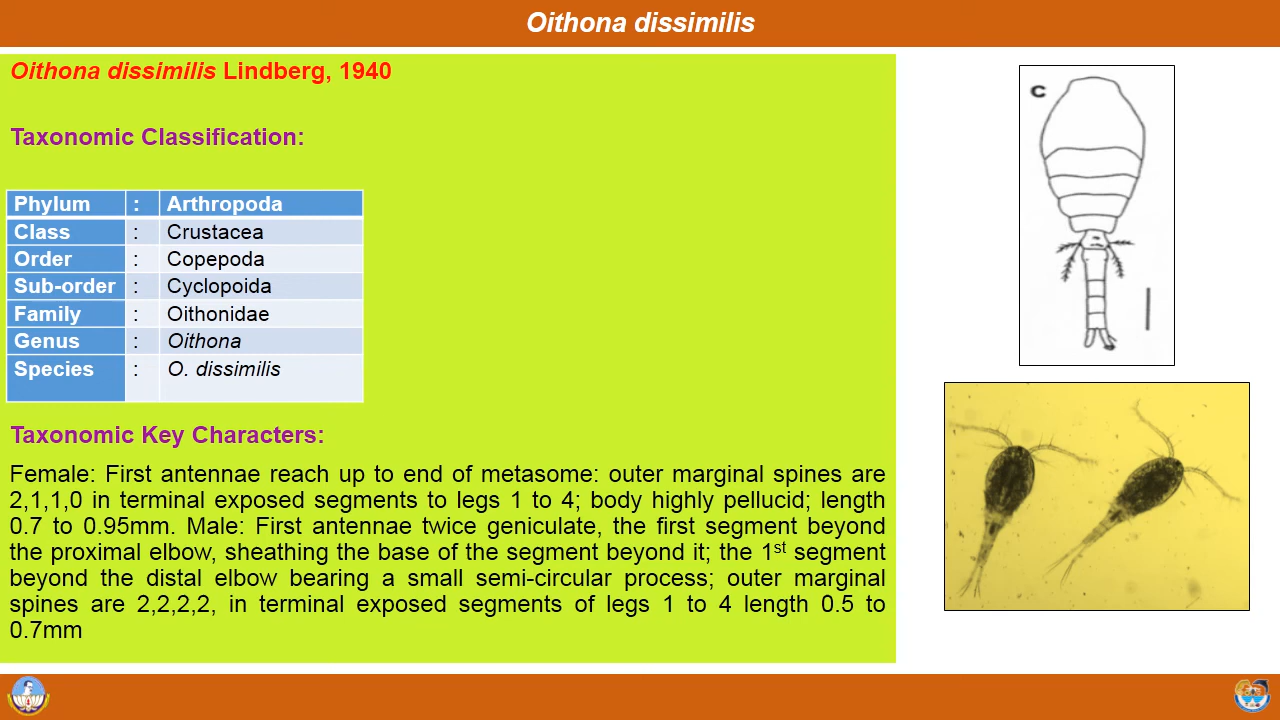 Oithona dissimilis
Oithona dissimilis Lindberg, 1940
Taxonomic Classification:
Phylum : Arthropoda
Class : Crustacea
Order : Copepoda
Sub-order : Cyclopoida
Family : Oithonidae
Genus : Oithona
Species : O. dissimilis
Taxonomic Key Characters:
Female: First antennae reach up to end of metasome: outer marginal spines are
2,1,1,0 in terminal exposed segments to legs 1 to 4; body highly pellucid; length
0.7 to 0.95mm. Male: First antennae twice geniculate, the first segment beyond
the proximal elbow, sheathing the base of the segment beyond it; the 1st segment
beyond the distal elbow bearing a small semi-circular process; outer marginal
spines are 2,2,2,2, in terminal exposed segments of legs 1 to 4 length 0.5 to
0.7mm
C